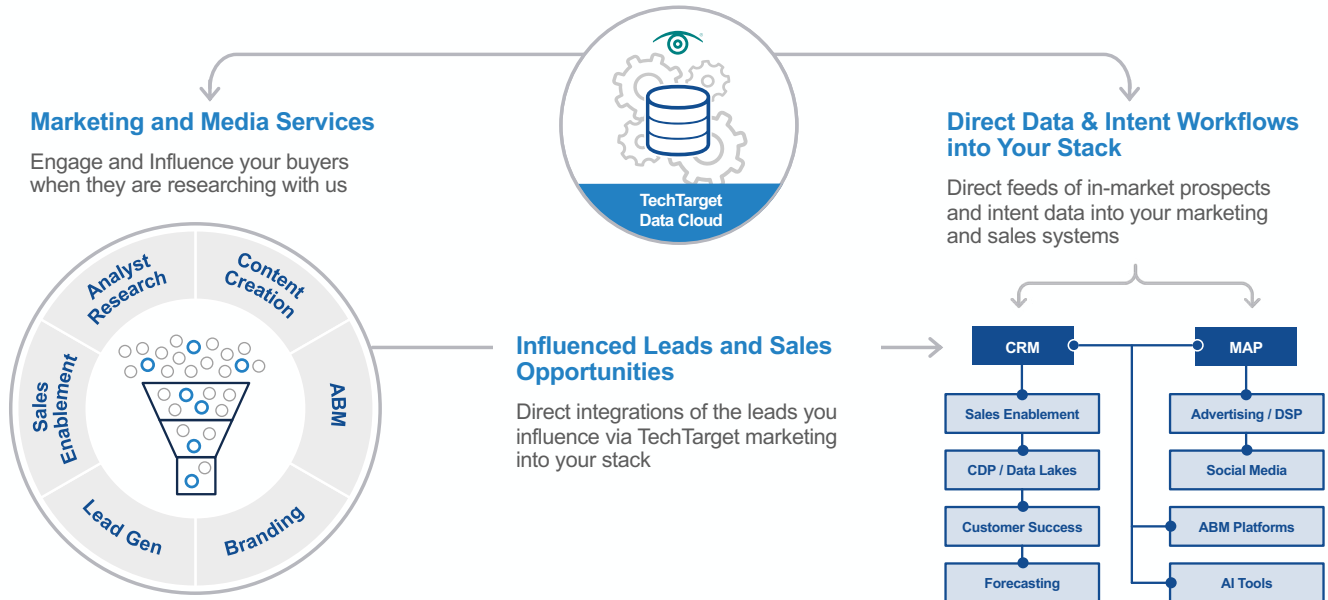 TechTarget
Data Cloud
Marketing and Media Services
Engage and Influence your buyers
when they are researching with us
Analyst
Research
Content
Creation
Sales
Enablement
ABM
Lead Gen
Branding
Influenced Leads and Sales
Opportunities
Direct integrations of the leads you
influence via TechTarget marketing
into your stack
Direct Data & Intent Workflows
into Your Stack
Direct feeds of in-market prospects
and intent data into your marketing
and sales systems
CRM
Sales Enablement
CDP / Data Lakes
Customer Success
Forecasting
MAP
Advertising / DSP
Social Media
ABM Platforms
AI Tools